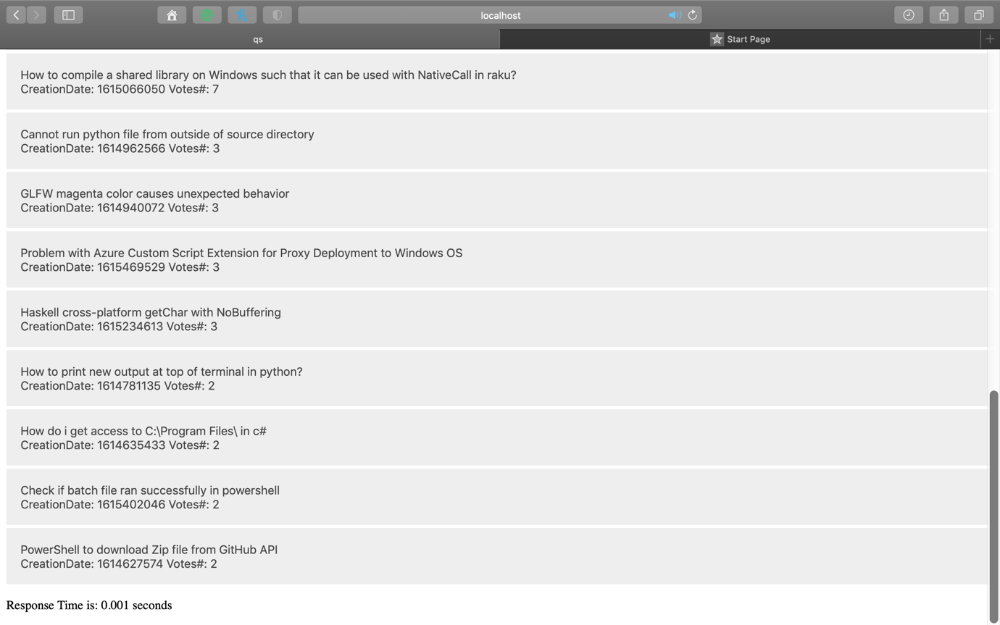 localhost
qs
Start Page
How to compile a shared library on Windows such that it can be used with NativeCall in raku?
CreationDate: 1615066050 Votes#: 7
Cannot run python file from outside of source directory
CreationDate: 1614962566 Votes#: 3
GLFW magenta color causes unexpected behavior
CreationDate: 1614940072 Votes#: 3
Problem with Azure Custom Script Extension for Proxy Deployment to Windows OS
CreationDate: 1615469529 Votes#: 3
Haskell cross-platform getChar with NoBuffering
CreationDate: 1615234613 Votes#: 3
How to print new output at top of terminal in python?
CreationDate: 1614781135 Votes#: 2
How do i get access to C:\Program Files\ in c#
CreationDate: 1614635433 Votes#: 2
Check if batch file ran successfully in powershell
CreationDate: 1615402046 Votes#: 2
PowerShell to download Zip file from GitHub API
CreationDate: 1614627574 Votes#: 2
Response Time is: 0.001 seconds